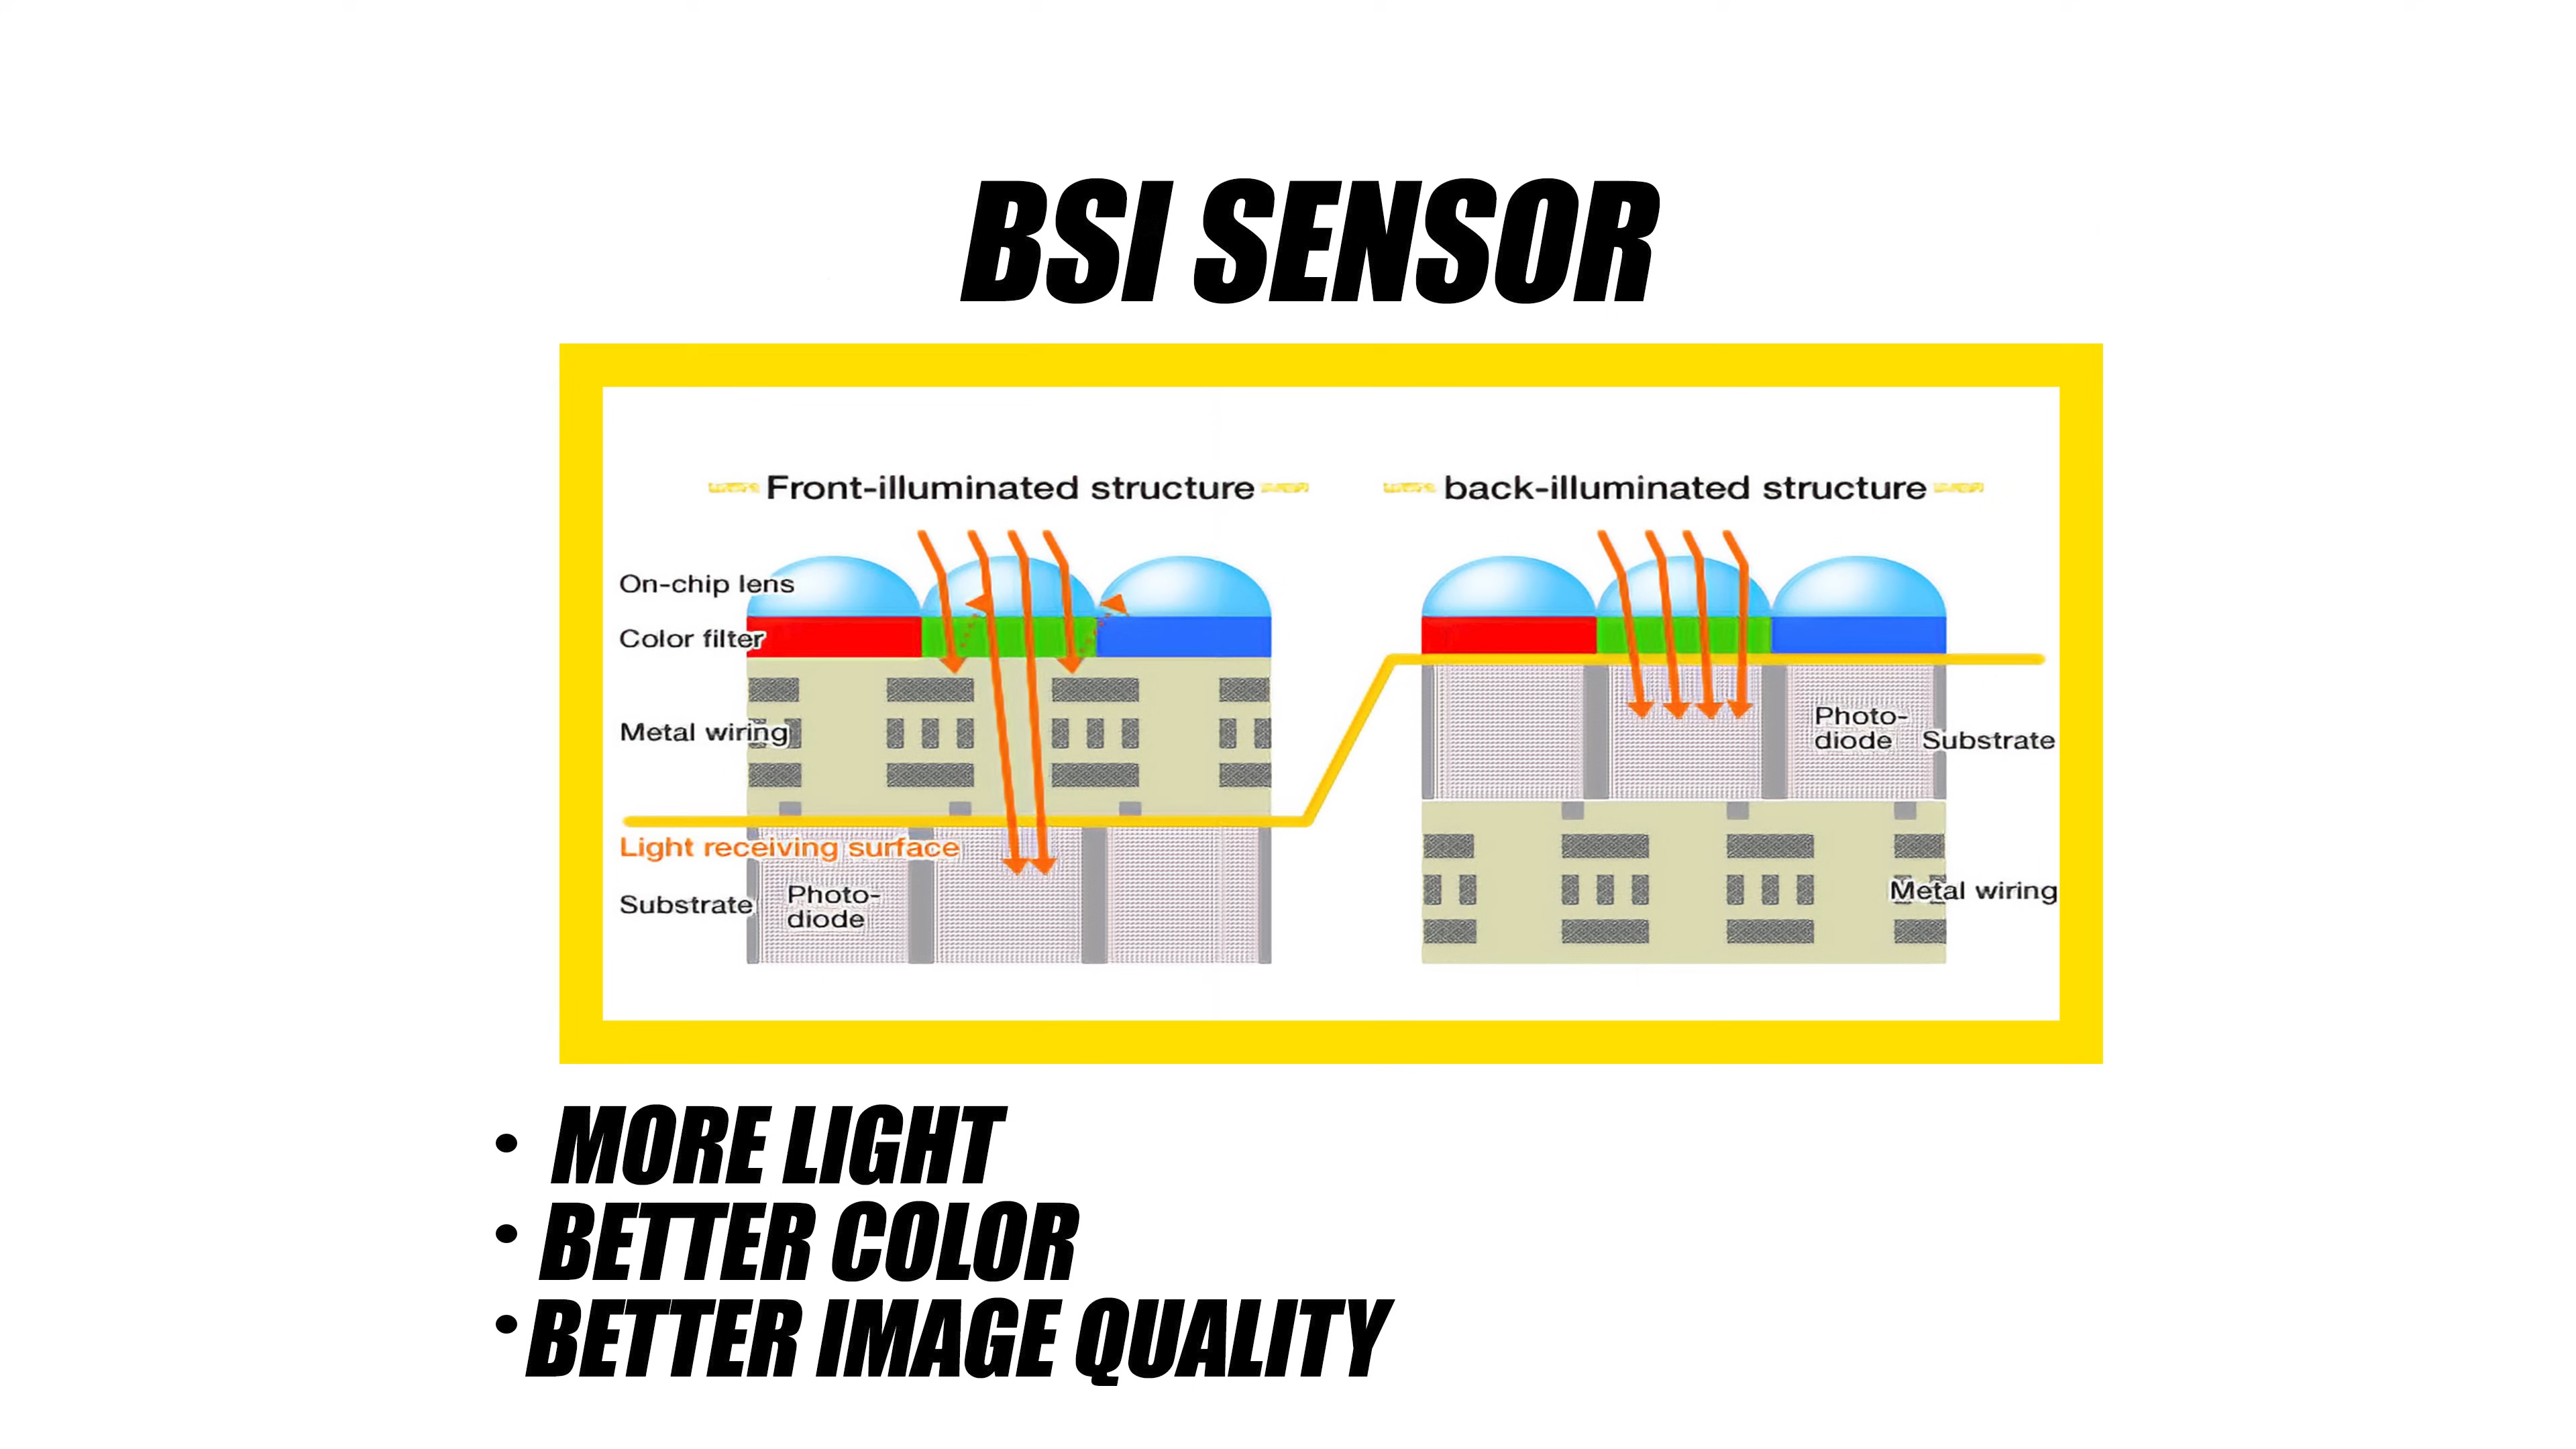 BSI SENSOR
Front-illuminated structure
back-illuminated structure
On-chip lens
Color filter
Metal wiring
Light receiving surface
Substrate
Photo-
diode
Photo-
diode
Substrate
Metal wiring
• MORE LIGHT
• BETTER COLOR
• BETTER IMAGE QUALITY